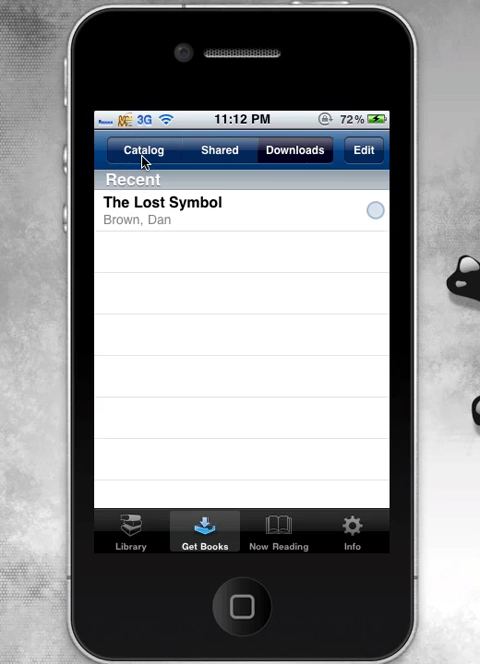 3G 11:12 PM 72%
Catalog Shared Downloads Edit
Recent
The Lost Symbol
Brown, Dan
Library Get Books Now Reading Info